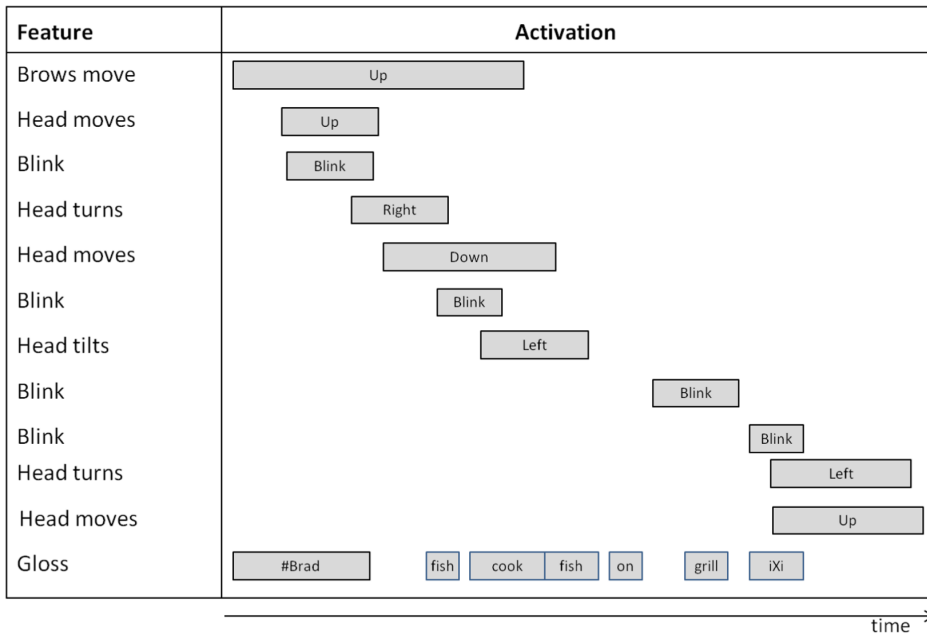 Feature Activation
Brows move Up
Head moves Up
Blink Blink
Head turns Right
Head moves Down
Blink Blink
Head tilts Left
Blink Blink
Blink Blink
Head turns Left
Head moves Up
Gloss #Brad fish cook fish on grill iXi
time